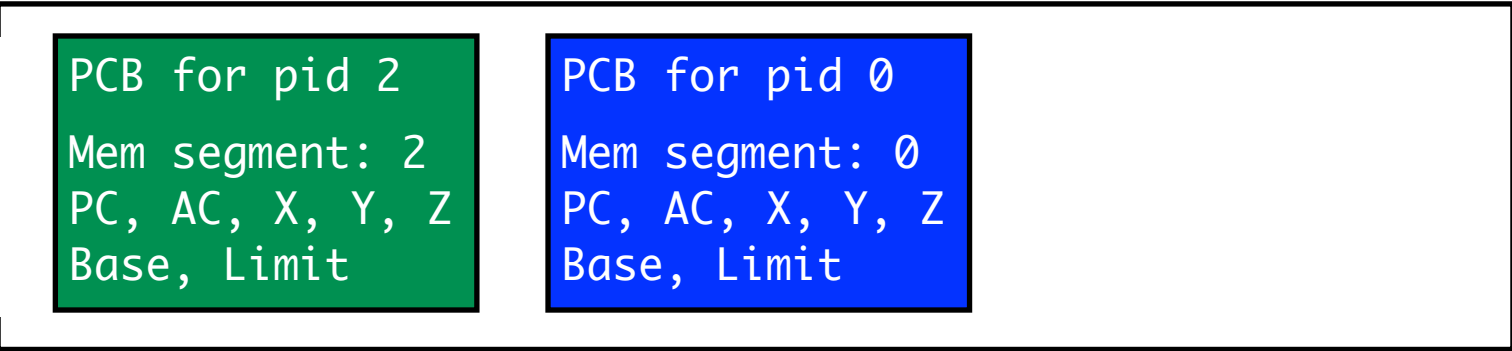 PCB for pid 2
Mem segment: 2
PC, AC, X, Y, Z
Base, Limit
PCB for pid 0
Mem segment: 0
PC, AC, X, Y, Z
Base, Limit